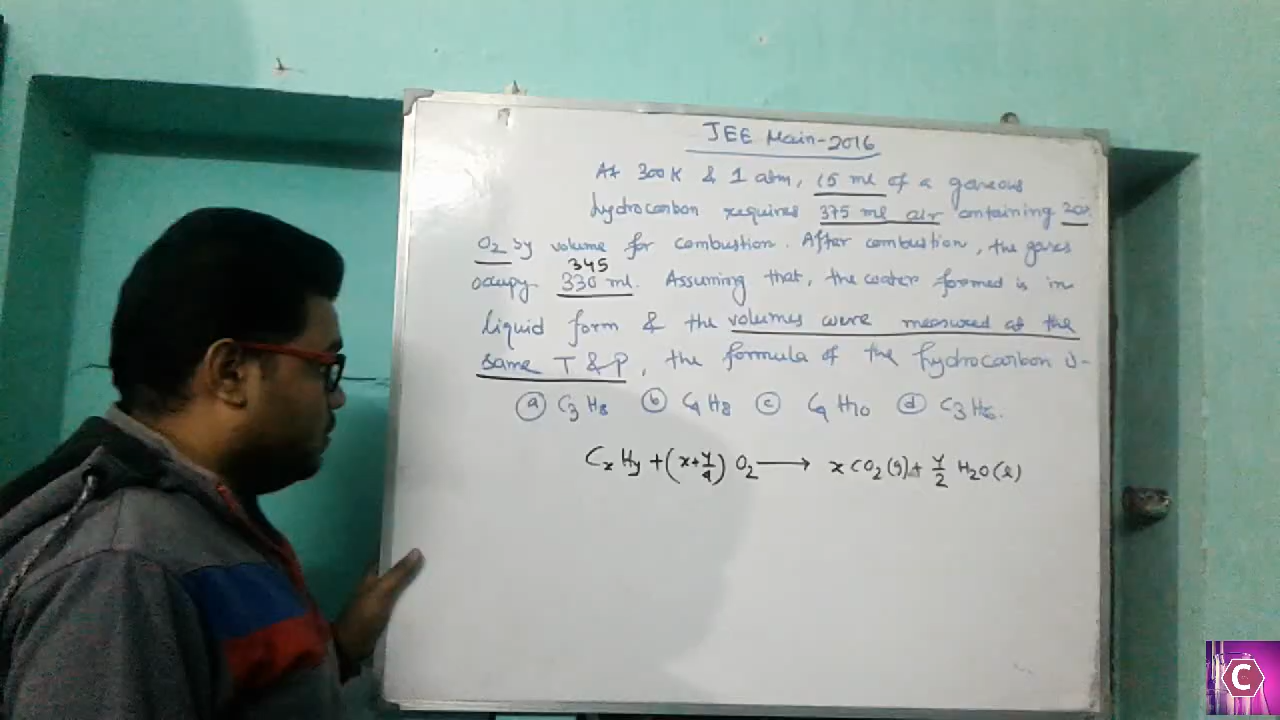 JEE Main-2016
At 300K & 1 atm, 15 ml of a gaseous
hydrocarbon requires 375 ml air containing 20%
O2 by volume for combustion. After combustion, the gases
345
occupy 330 ml. Assuming that, the water formed is in
liquid form & the volumes were measured at the
same T & P, the formula of the hydrocarbon is-
(a) C3H8 (b) C4H8 (c) C4H10 (d) C3H6.
CxHy + (x+y/4) O2 → x CO2(g) + y/2 H2O(l)
C